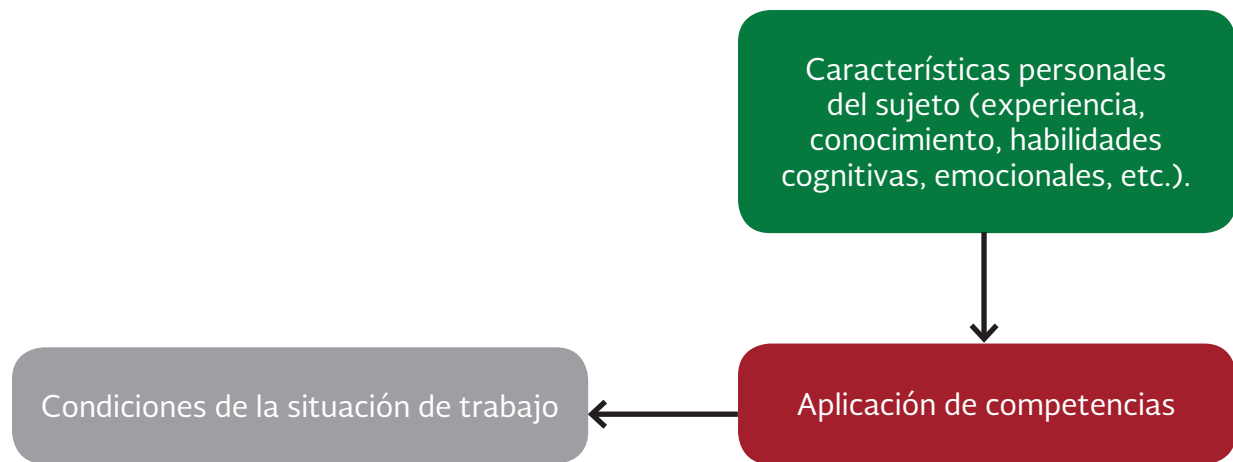 Características personales
del sujeto (experiencia,
conocimiento, habilidades
cognitivas, emocionales, etc.).
Condiciones de la situación de trabajo
Aplicación de competencias